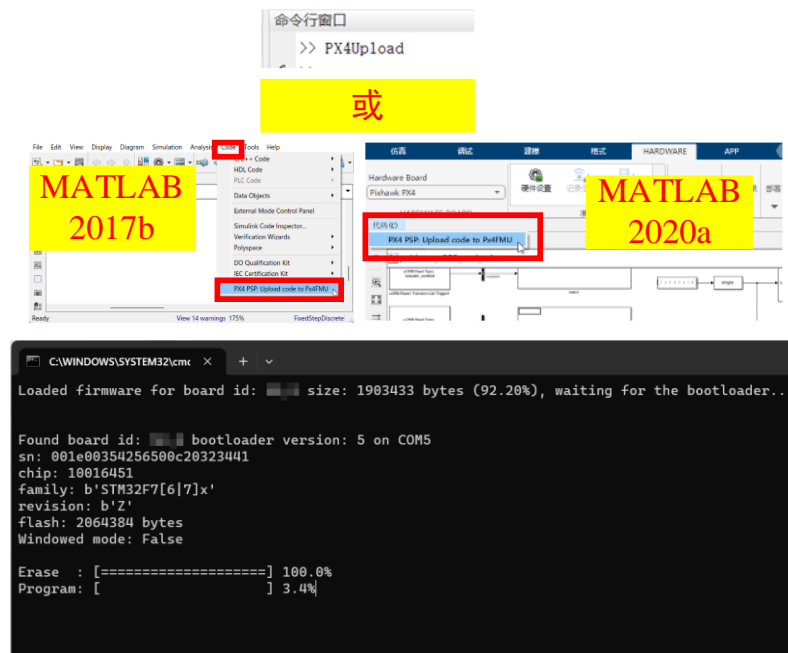 命令行窗口
>> PX4Upload
或
File Edit View Display Diagram Simulation Analysis Code Tools Help
C/C++ Code
HDL Code
PLC Code
Data Objects
External Mode Control Panel
Simulink Code Inspector...
Verification Wizards
Polyspace
DO Qualification Kit
IEC Certification Kit
PX4 PSP: Upload code to Px4FMU
Ready View 14 warnings 175% FixedStepDiscrete
MATLAB
2017b
仿真 调试 建模 格式 HARDWARE APP
Hardware Board
Pixhawk PX4
硬件设置
HARDWARE BOARD
代码(C)
PX4 PSP: Upload code to Px4FMU
single
MATLAB
2020a
C:\WINDOWS\SYSTEM32\cmc × + ⌄
Loaded firmware for board id: size: 1903433 bytes (92.20%), waiting for the bootloader..
Found board id: bootloader version: 5 on COM5
sn: 001e00354256500c20323441
chip: 10016451
family: b'STM32F7[6|7]x'
revision: b'Z'
flash: 2064384 bytes
Windowed mode: False
Erase : [====================] 100.0%
Program: [ ] 3.4%